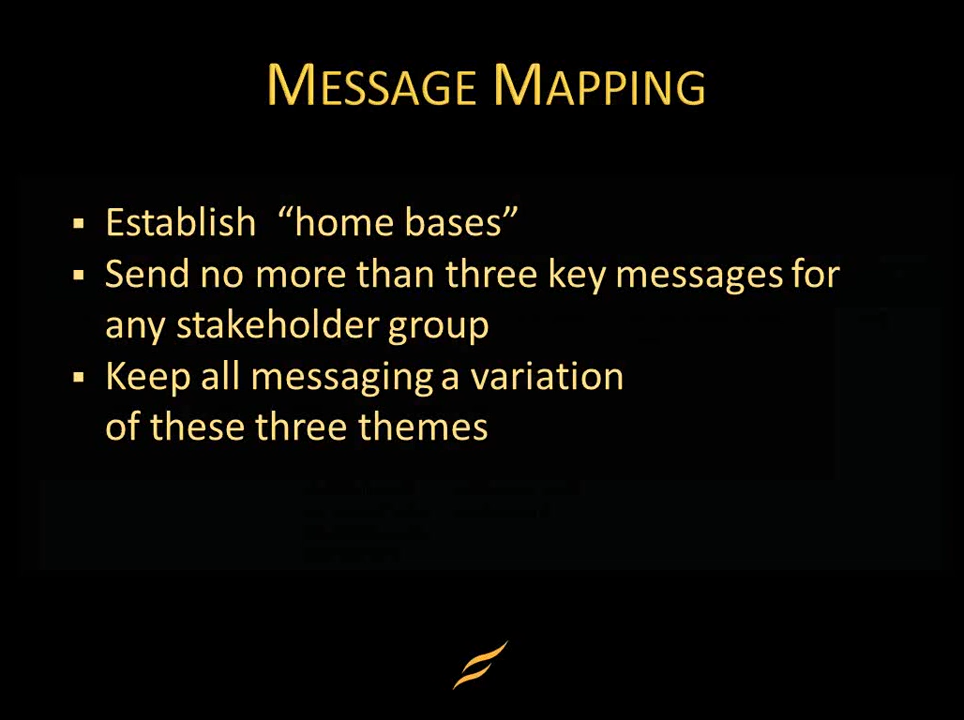 MESSAGE MAPPING
▪ Establish “home bases”
▪ Send no more than three key messages for
any stakeholder group
▪ Keep all messaging a variation
of these three themes